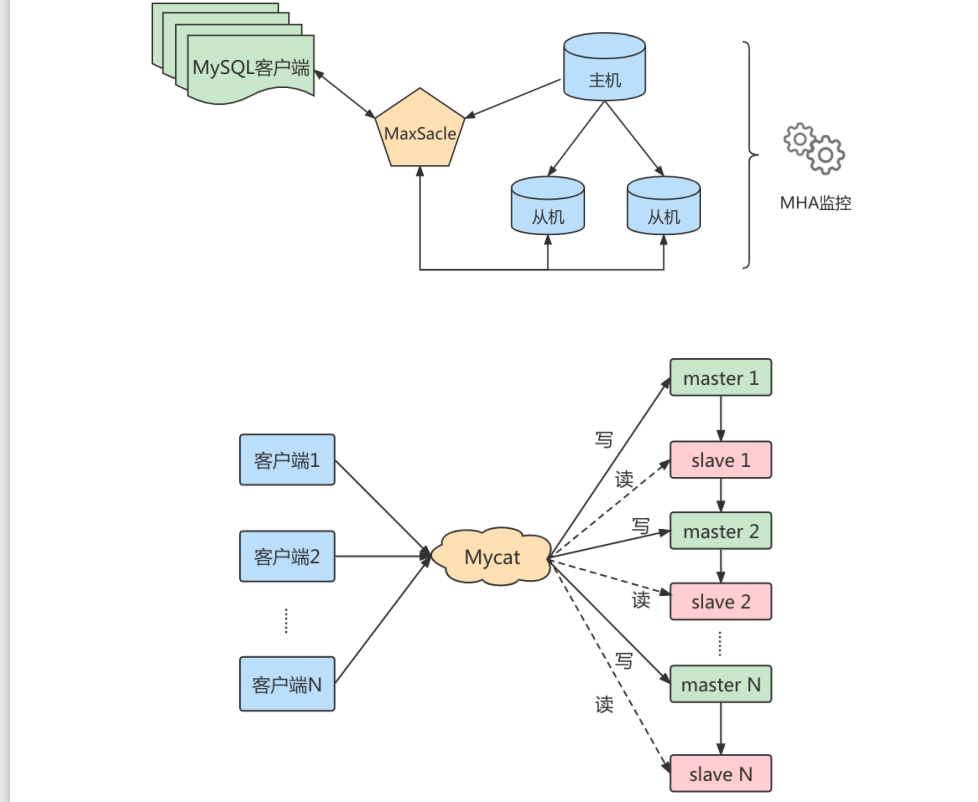 MySQL客户端
主机
MaxSacle
从机
从机
MHA监控
master 1
写
客户端1
slave 1
读
写
master 2
客户端2
Mycat
读
slave 2
写
客户端N
master N
读
slave N